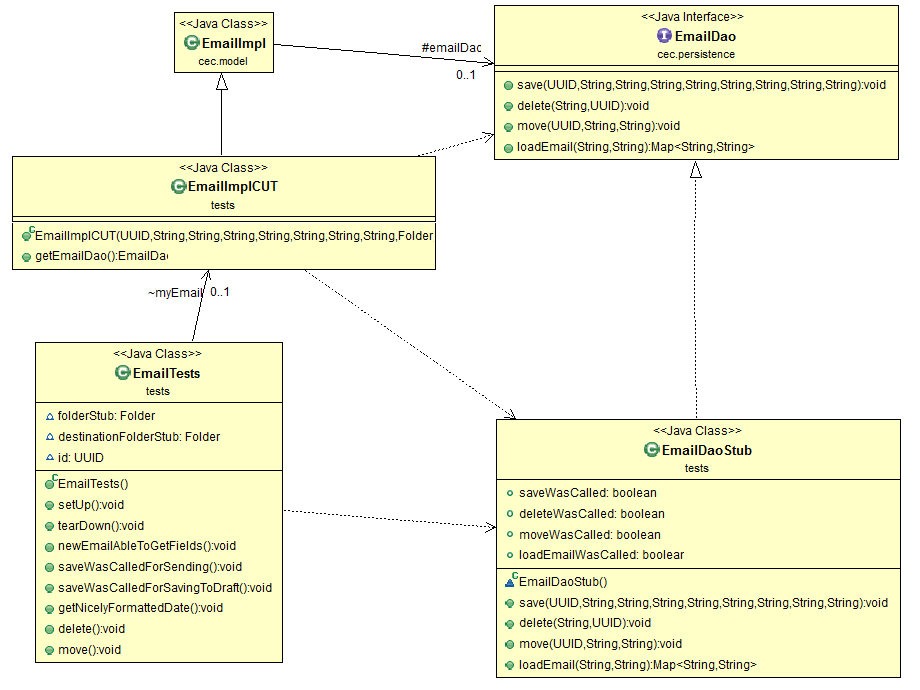 <<Java Class>>
EmailImpl
cec.model
#emailDao
0..1
<<Java Interface>>
EmailDao
cec.persistence
save(UUID,String,String,String,String,String,String,String,String):void
delete(String,UUID):void
move(UUID,String,String):void
loadEmail(String,String):Map<String,String>
<<Java Class>>
EmailImplCUT
tests
EmailImplCUT(UUID,String,String,String,String,String,String,String,Folder
getEmailDao():EmailDao
~myEmail
0..1
<<Java Class>>
EmailTests
tests
folderStub: Folder
destinationFolderStub: Folder
id: UUID
EmailTests()
setUp():void
tearDown():void
newEmailAbleToGetFields():void
saveWasCalledForSending():void
saveWasCalledForSavingToDraft():void
getNicelyFormattedDate():void
delete():void
move():void
<<Java Class>>
EmailDaoStub
tests
saveWasCalled: boolean
deleteWasCalled: boolean
moveWasCalled: boolean
loadEmailWasCalled: boolear
EmailDaoStub()
save(UUID,String,String,String,String,String,String,String,String):void
delete(String,UUID):void
move(UUID,String,String):void
loadEmail(String,String):Map<String,String>